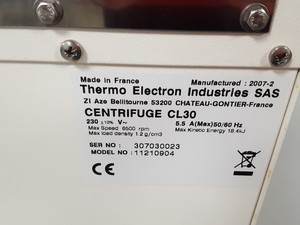 Made in France Manufactured : 2007-2
Thermo Electron Industries SAS
ZI Aze Bellitourne 53200 CHATEAU-GONTIER-France
CENTRIFUGE CL30
230 ±10% V~ 5.5 A(Max) 50/60 Hz
Max Speed 6500 rpm Max Kinetic Energy 18.4kJ
Max load density 1.2 g/cm3
SER NO : 307030023
MODEL NO : 11210904
CE